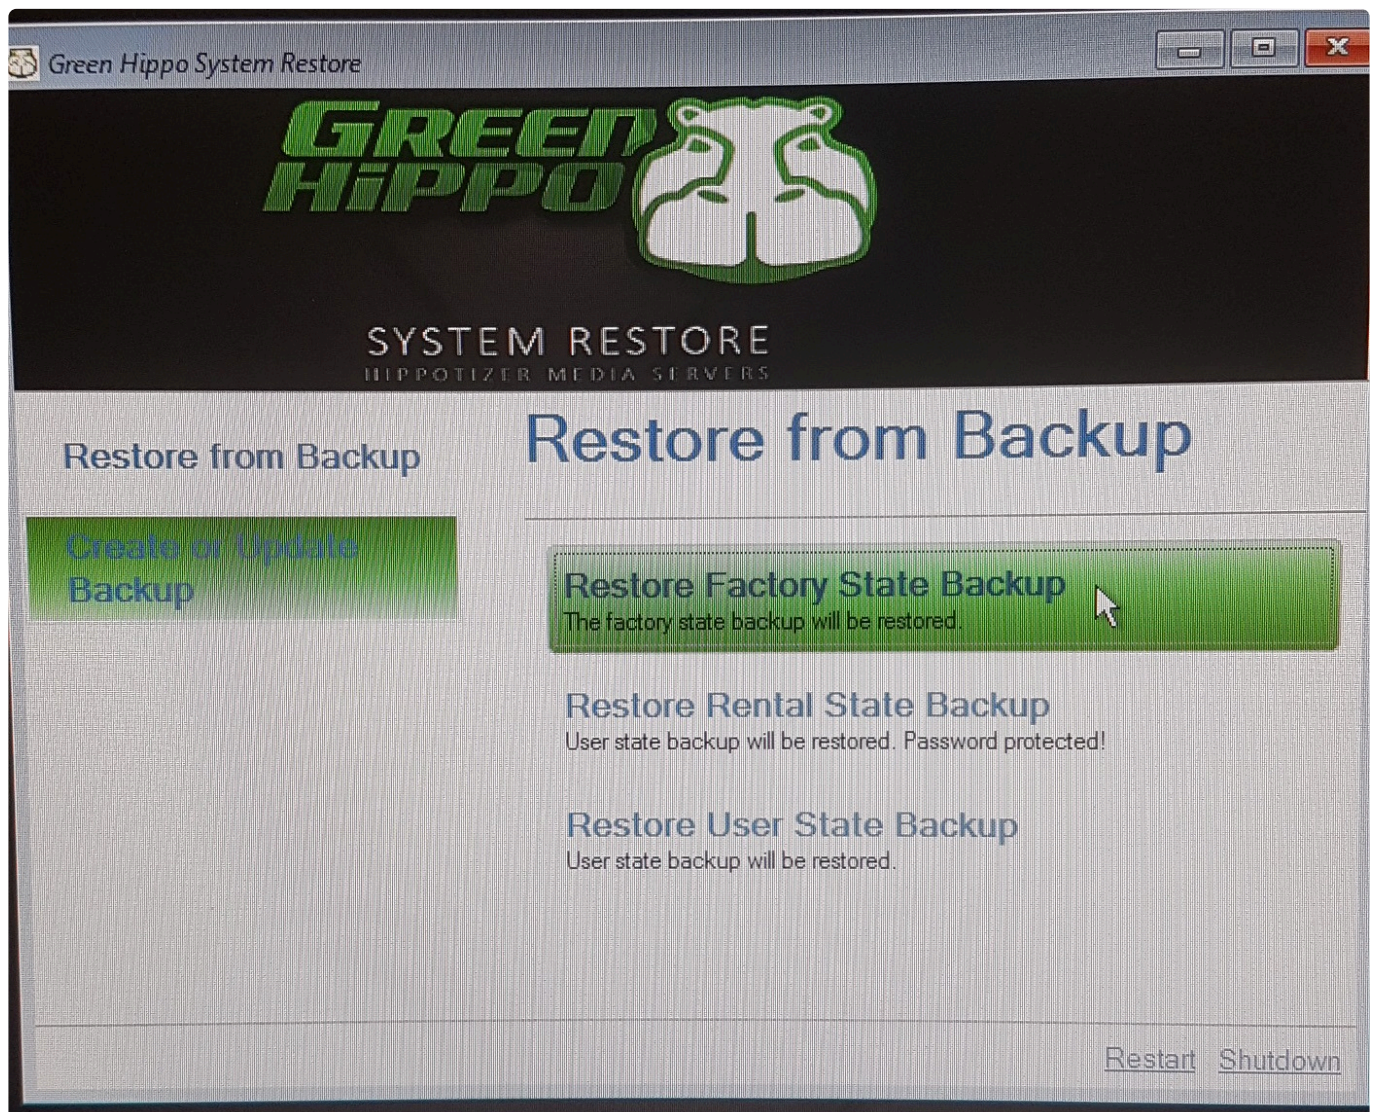 Green Hippo System Restore
GREEN
HiPPO
SYSTEM RESTORE
HIPPOTIZER MEDIA SERVERS
Restore from Backup
Create or Update
Backup
Restore from Backup
Restore Factory State Backup
The factory state backup will be restored.
Restore Rental State Backup
User state backup will be restored. Password protected!
Restore User State Backup
User state backup will be restored.
Restart Shutdown